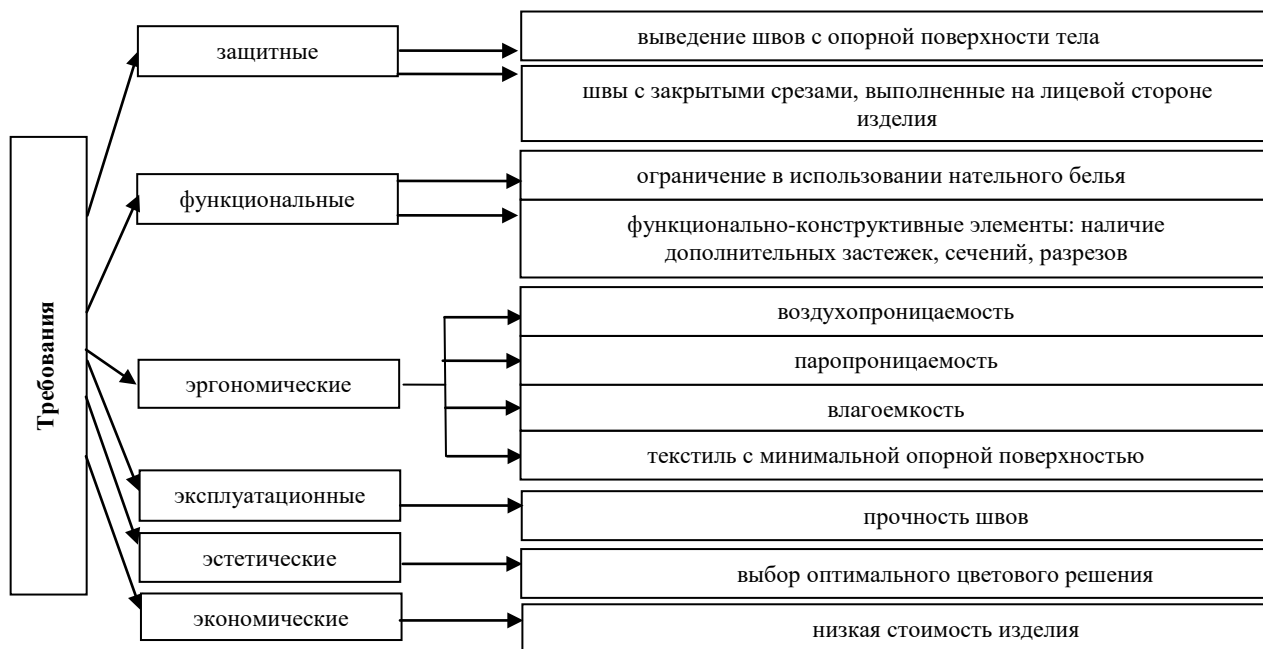 Требования
защитные
выведение швов с опорной поверхности тела
швы с закрытыми срезами, выполненные на лицевой стороне
изделия
функциональные
ограничение в использовании нательного белья
функционально-конструктивные элементы: наличие
дополнительных застежек, сечений, разрезов
эргономические
воздухопроницаемость
паропроницаемость
влагоемкость
текстиль с минимальной опорной поверхностью
эксплуатационные
прочность швов
эстетические
выбор оптимального цветового решения
экономические
низкая стоимость изделия